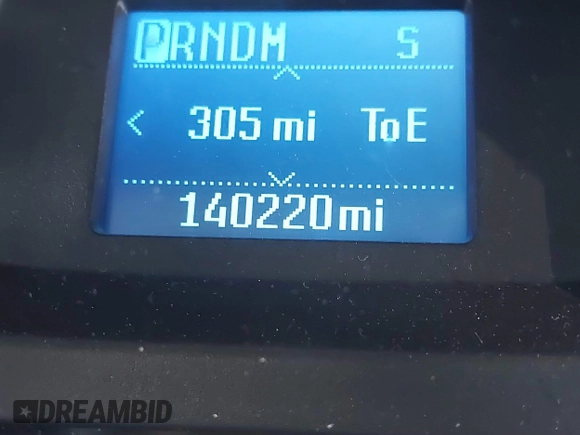 PRNDM S
< 305 mi ToE
140220mi
DREAMBID